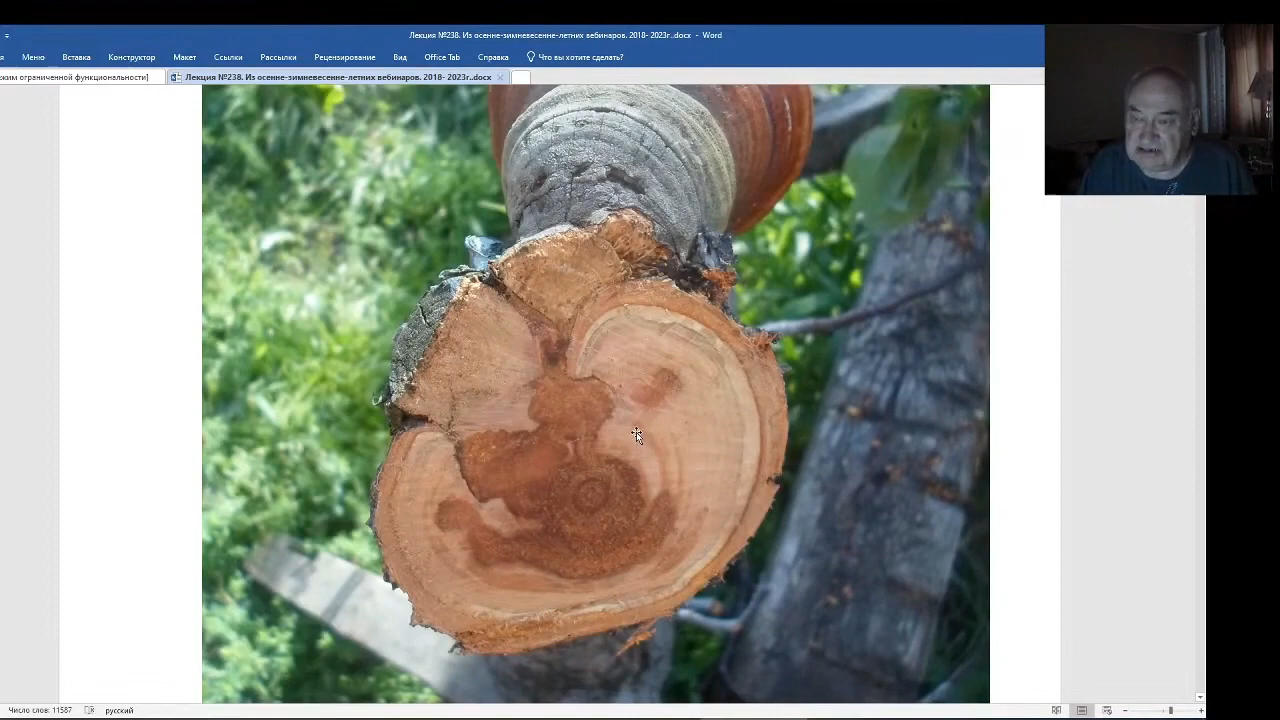 Лекция №238. Из осенне-зимневесенне-летних вебинаров. 2018- 2023г..docx - Word
я Меню Вставка Конструктор Макет Ссылки Рассылки Рецензирование Вид Office Tab Справка Что вы хотите сделать?
жим ограниченной функциональности] Лекция №238. Из осенне-зимневесенне-летних вебинаров. 2018- 2023г..docx
Число слов: 11587 русский